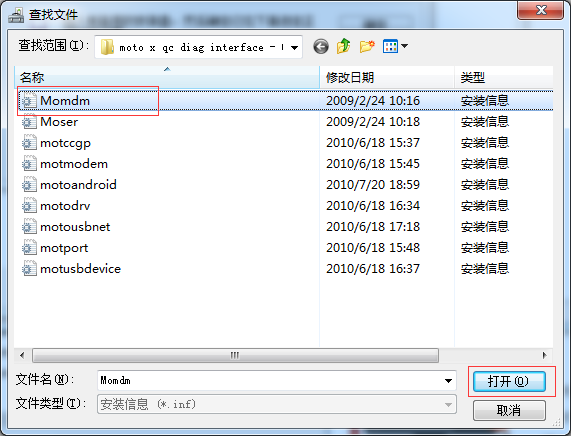 查找文件
查找范围(I):
moto x qc diag interface -
名称 修改日期 类型
Momdm 2009/2/24 10:16 安装信息
Moser 2009/2/24 10:18 安装信息
motccgp 2010/6/18 15:37 安装信息
motmodem 2010/6/18 15:45 安装信息
motoandroid 2010/7/20 18:59 安装信息
motodrv 2010/6/18 16:34 安装信息
motousbnet 2010/6/18 17:18 安装信息
motport 2010/6/18 15:48 安装信息
motusbdevice 2010/6/18 16:37 安装信息
文件名(N): Momdm 打开(O)
文件类型(T): 安装信息 (*.inf) 取消